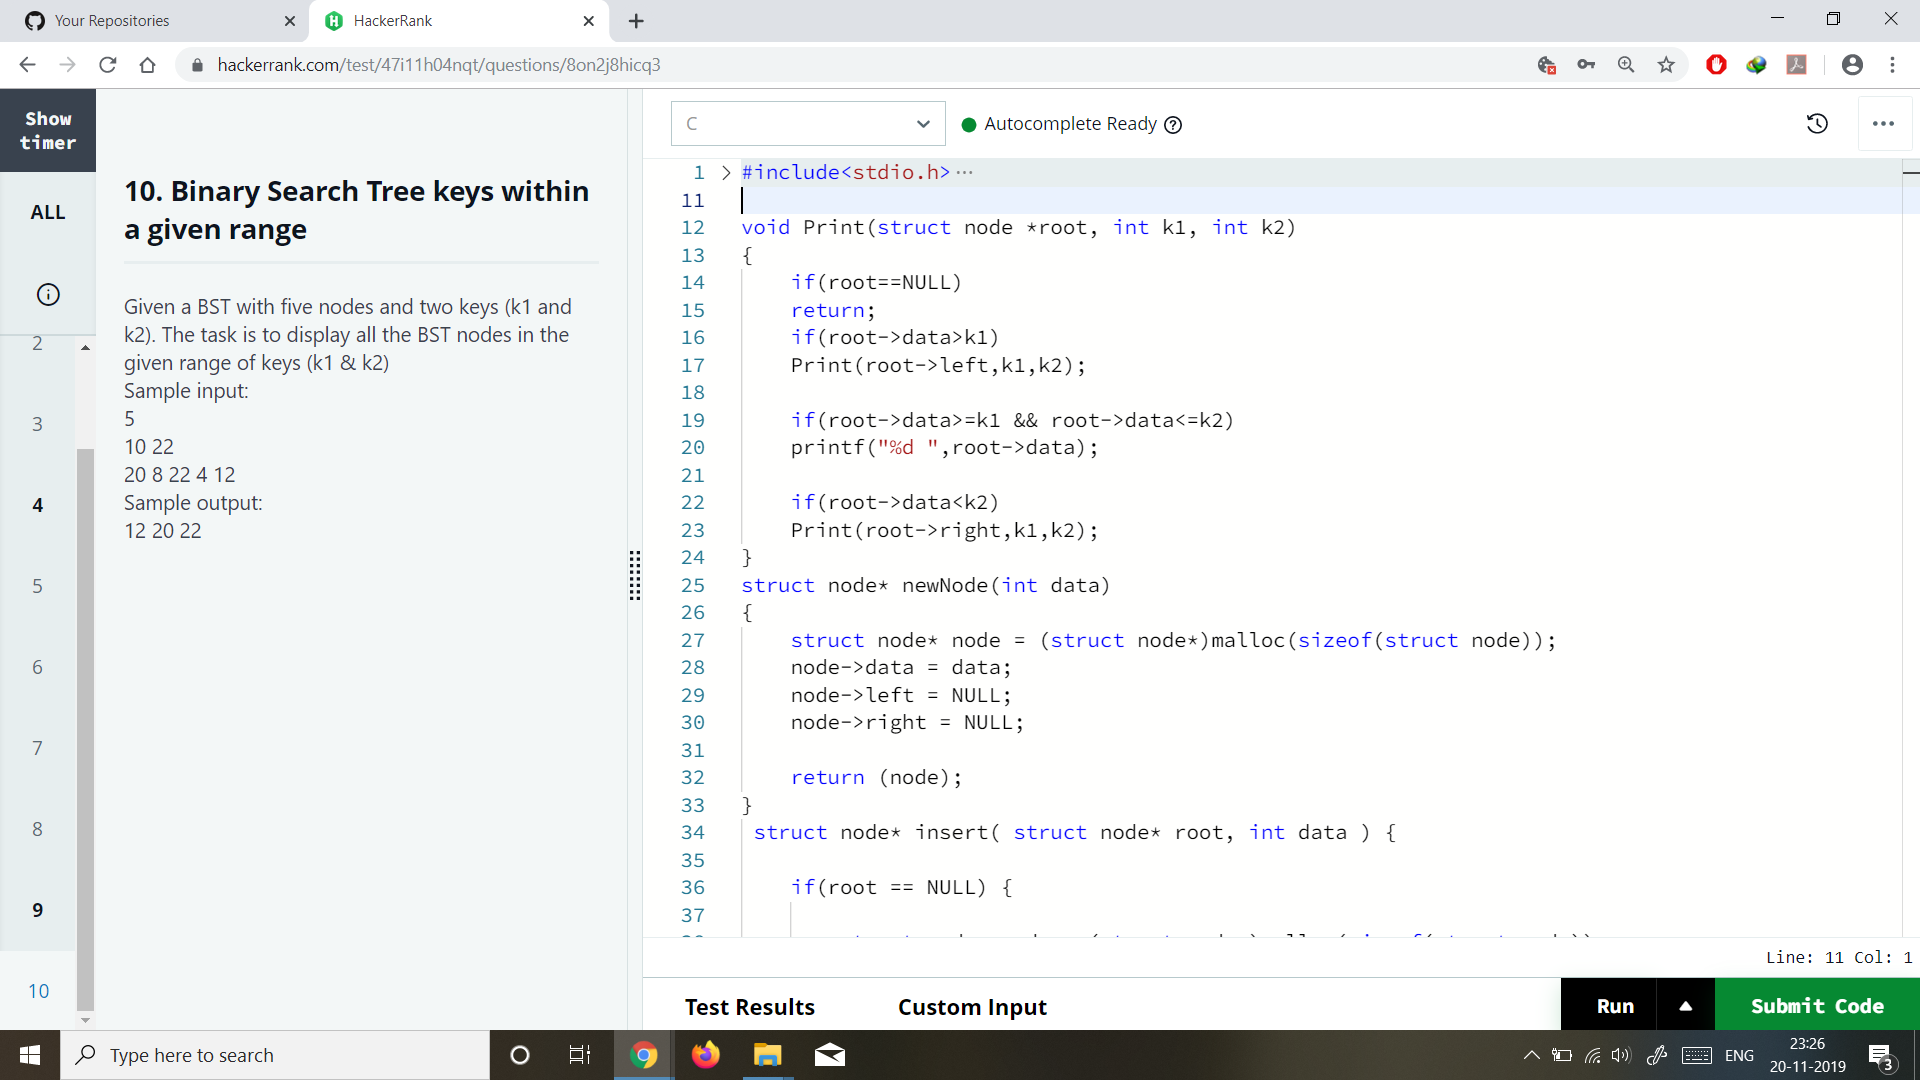 Your Repositories
HackerRank
hackerrank.com/test/47i11h04nqt/questions/8on2j8hicq3
Show
timer
ALL
2
3
4
5
6
7
8
9
10
10. Binary Search Tree keys within
a given range
Given a BST with five nodes and two keys (k1 and
k2). The task is to display all the BST nodes in the
given range of keys (k1 & k2)
Sample input:
5
10 22
20 8 22 4 12
Sample output:
12 20 22
C
Autocomplete Ready
1 #include<stdio.h>
11
12 void Print(struct node *root, int k1, int k2)
13 {
14 if(root==NULL)
15 return;
16 if(root->data>k1)
17 Print(root->left,k1,k2);
18
19 if(root->data>=k1 && root->data<=k2)
20 printf("%d ",root->data);
21
22 if(root->data<k2)
23 Print(root->right,k1,k2);
24 }
25 struct node* newNode(int data)
26 {
27 struct node* node = (struct node*)malloc(sizeof(struct node));
28 node->data = data;
29 node->left = NULL;
30 node->right = NULL;
31
32 return (node);
33 }
34 struct node* insert( struct node* root, int data ) {
35
36 if(root == NULL) {
37
Line: 11 Col: 1
Test Results
Custom Input
Run
Submit Code
Type here to search
ENG
23:26
20-11-2019
3